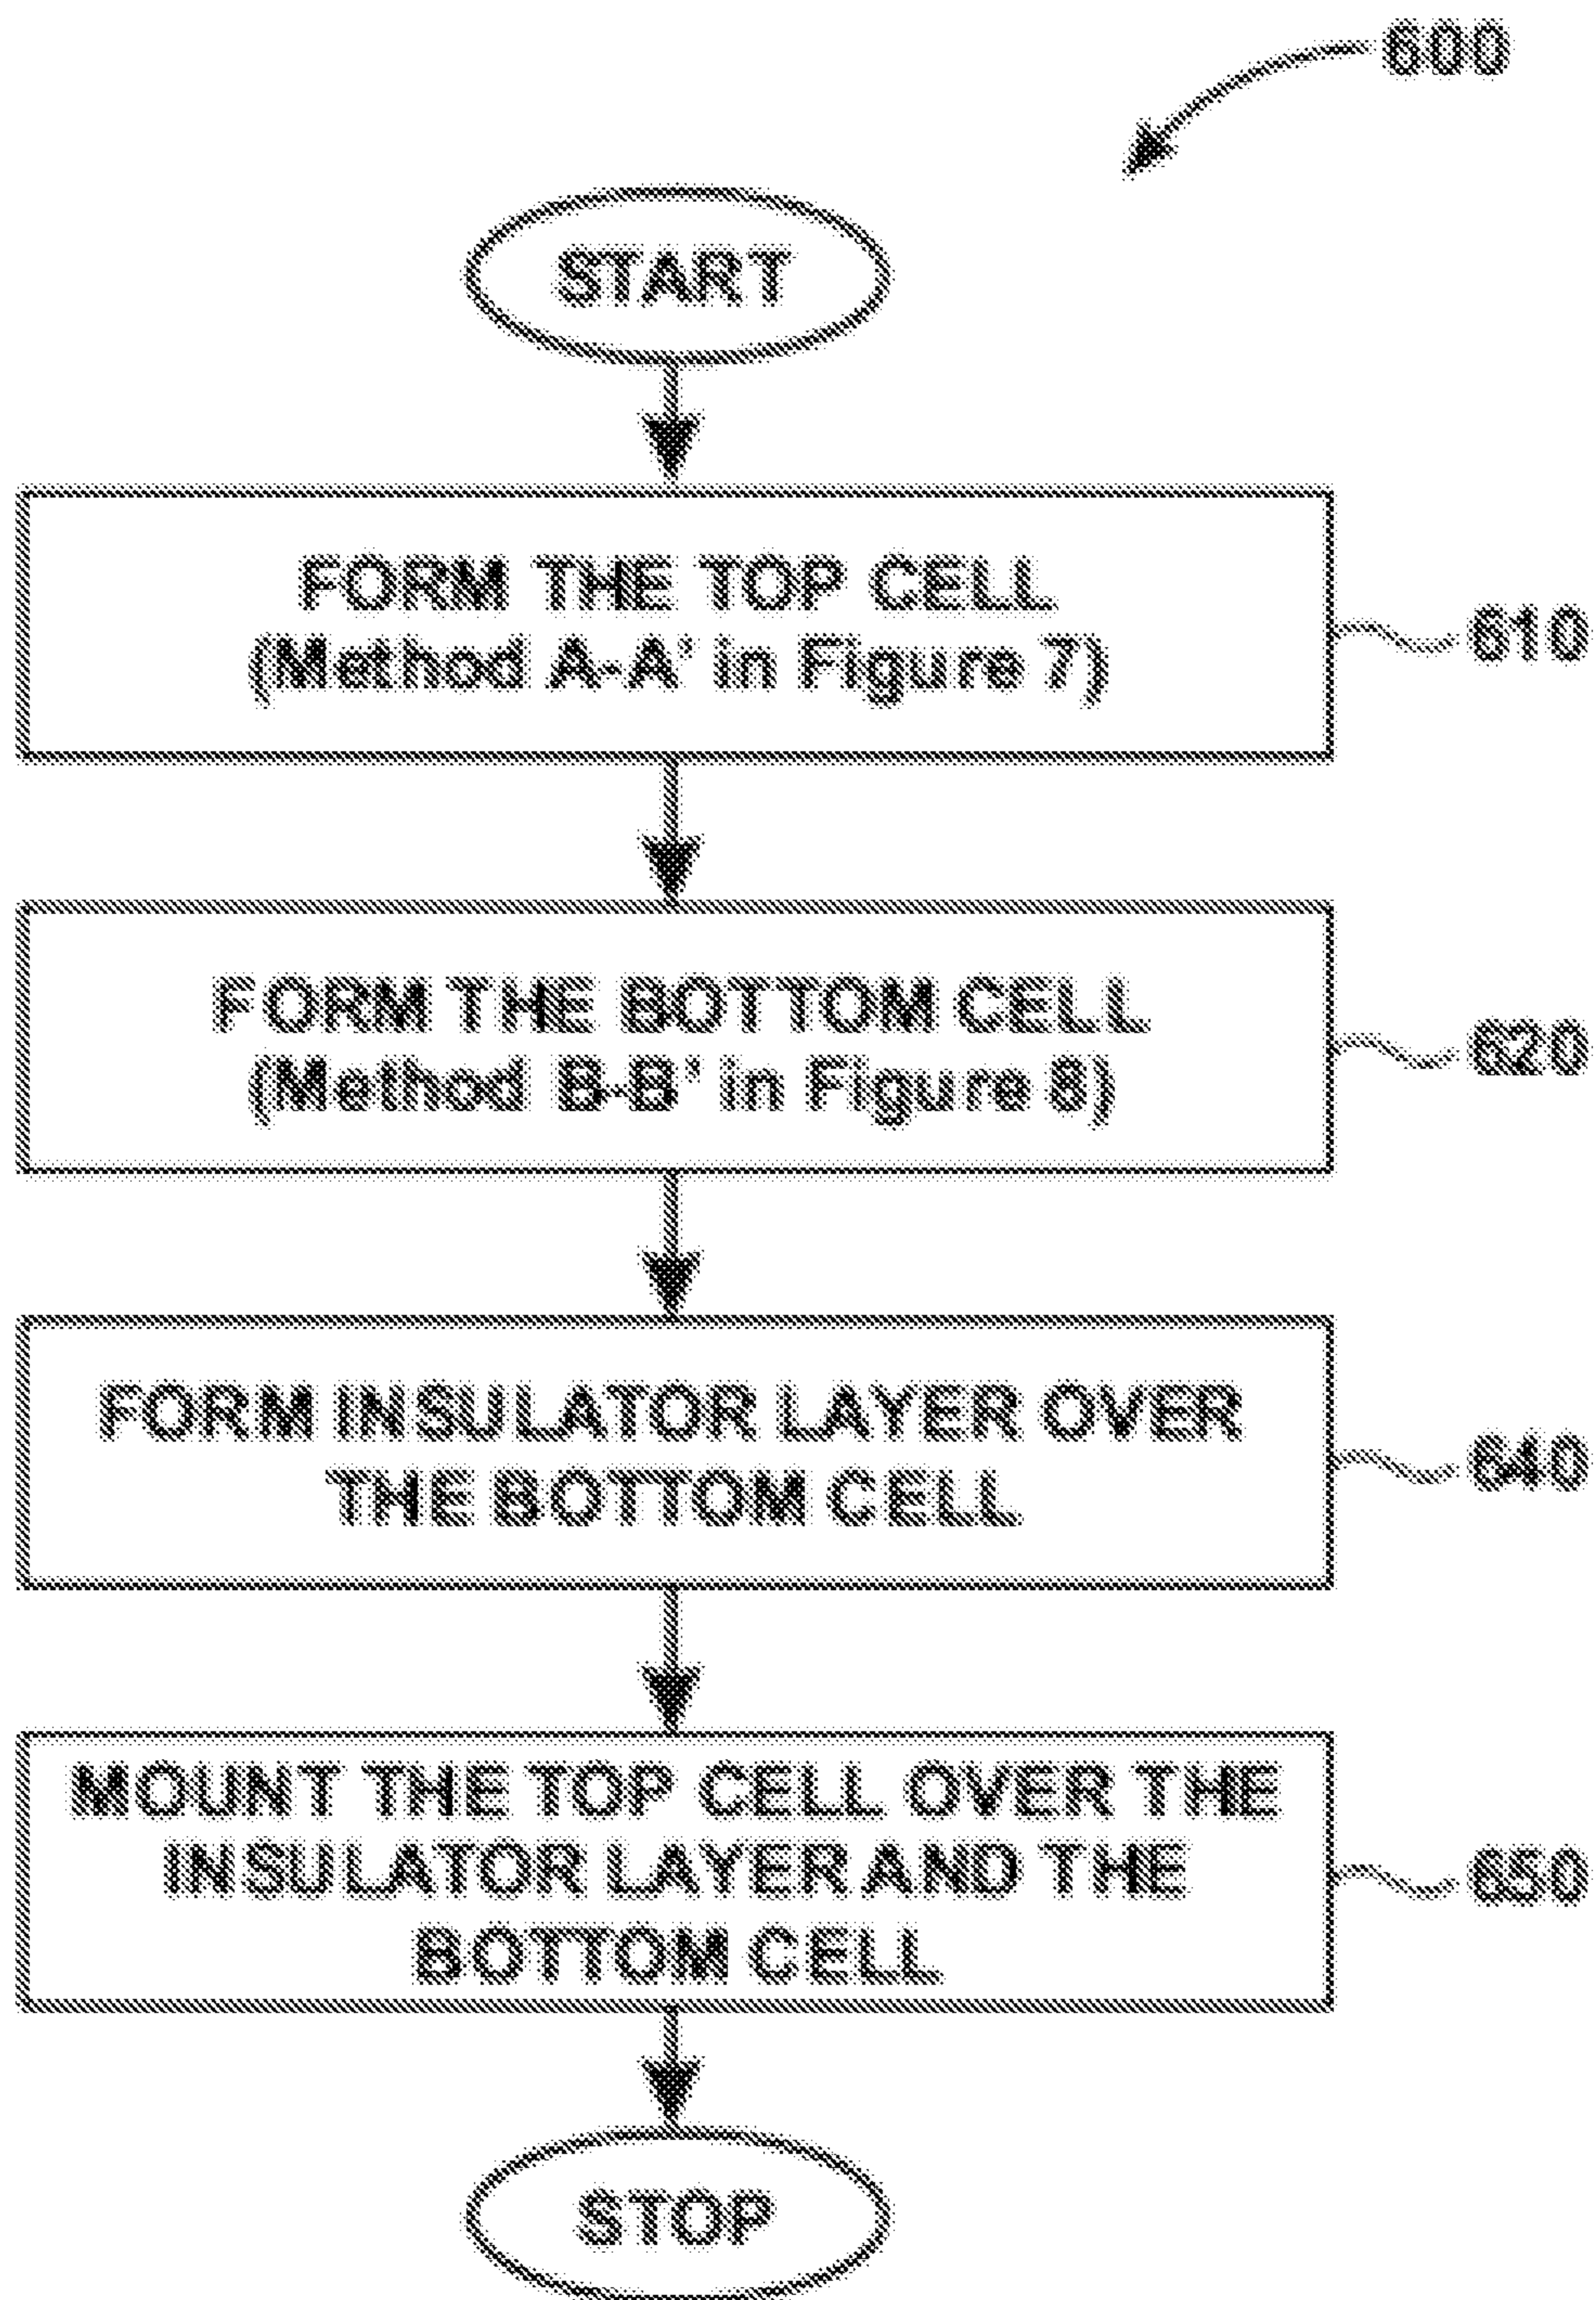 600
START
FORM THE TOP CELL
(Method A-A' in Figure 7)
610
FORM THE BOTTOM CELL
(Method B-B' in Figure 8)
620
FORM INSULATOR LAYER OVER
THE BOTTOM CELL
640
MOUNT THE TOP CELL OVER THE
INSULATOR LAYER AND THE
BOTTOM CELL
650
STOP